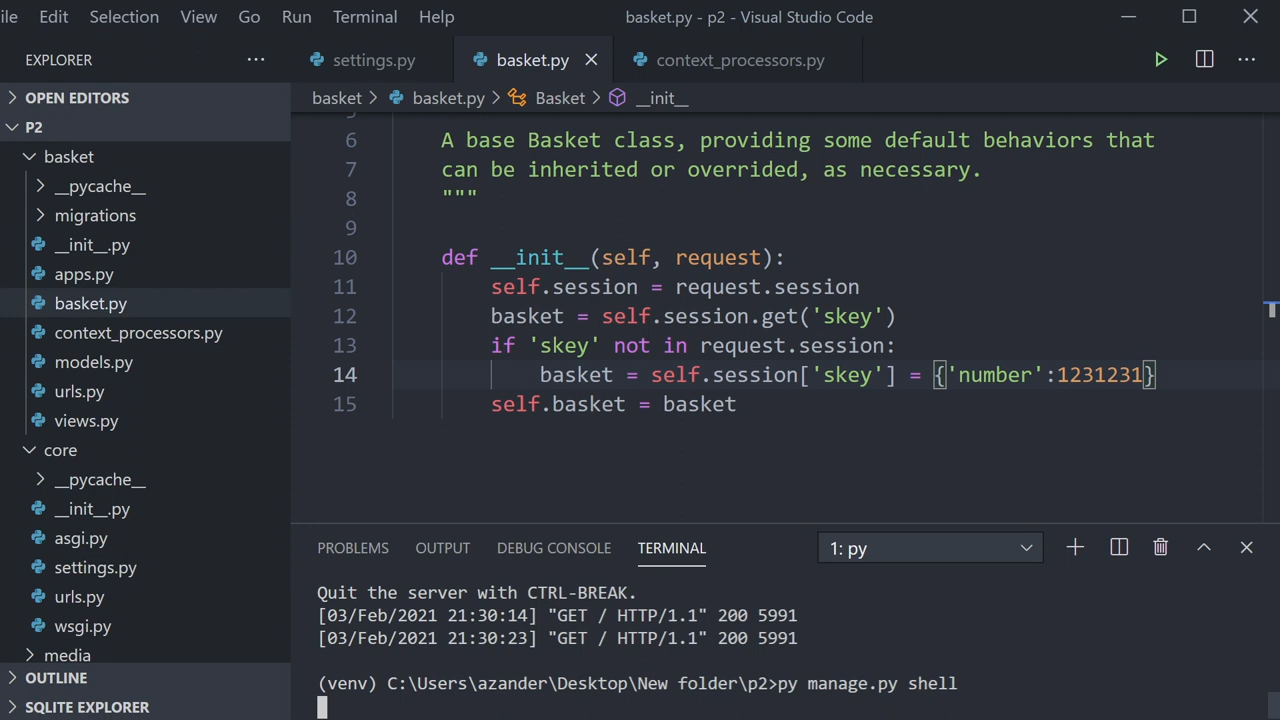 ile Edit Selection View Go Run Terminal Help basket.py - p2 - Visual Studio Code
EXPLORER
settings.py basket.py context_processors.py
OPEN EDITORS
P2
basket
__pycache__
migrations
__init__.py
apps.py
basket.py
context_processors.py
models.py
urls.py
views.py
core
__pycache__
__init__.py
asgi.py
settings.py
urls.py
wsgi.py
media
OUTLINE
SQLITE EXPLORER
basket > basket.py > Basket > __init__
6 A base Basket class, providing some default behaviors that
7 can be inherited or overrided, as necessary.
8 """
9
10 def __init__(self, request):
11 self.session = request.session
12 basket = self.session.get('skey')
13 if 'skey' not in request.session:
14 basket = self.session['skey'] = {'number':1231231}
15 self.basket = basket
PROBLEMS OUTPUT DEBUG CONSOLE TERMINAL 1: py
Quit the server with CTRL-BREAK.
[03/Feb/2021 21:30:14] "GET / HTTP/1.1" 200 5991
[03/Feb/2021 21:30:23] "GET / HTTP/1.1" 200 5991
(venv) C:\Users\azander\Desktop\New folder\p2>py manage.py shell